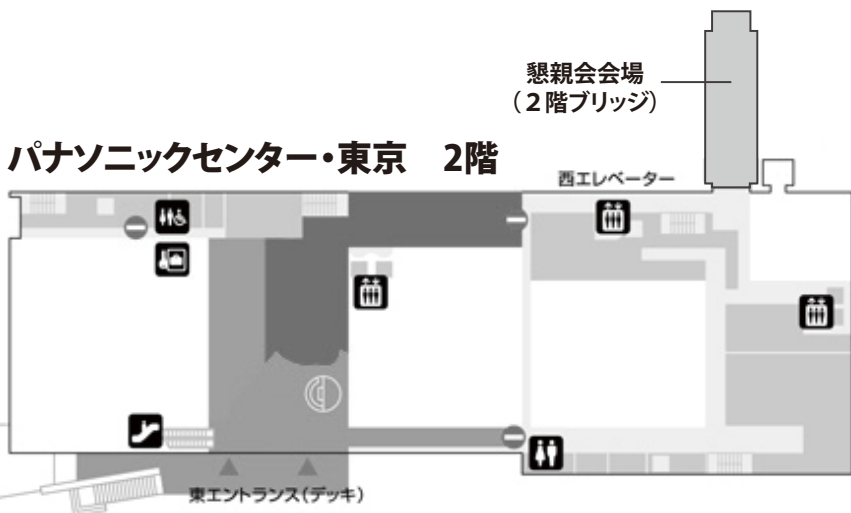 懇親会会場
(2階ブリッジ)
パナソニックセンター・東京　2階
西エレベーター
東エントランス(デッキ)